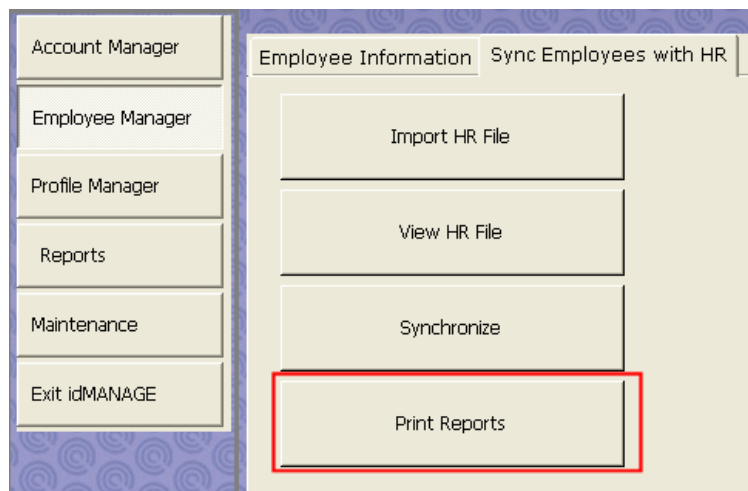 Account Manager
Employee Manager
Profile Manager
Reports
Maintenance
Exit idMANAGE
Employee Information
Sync Employees with HR
Import HR File
View HR File
Synchronize
Print Reports